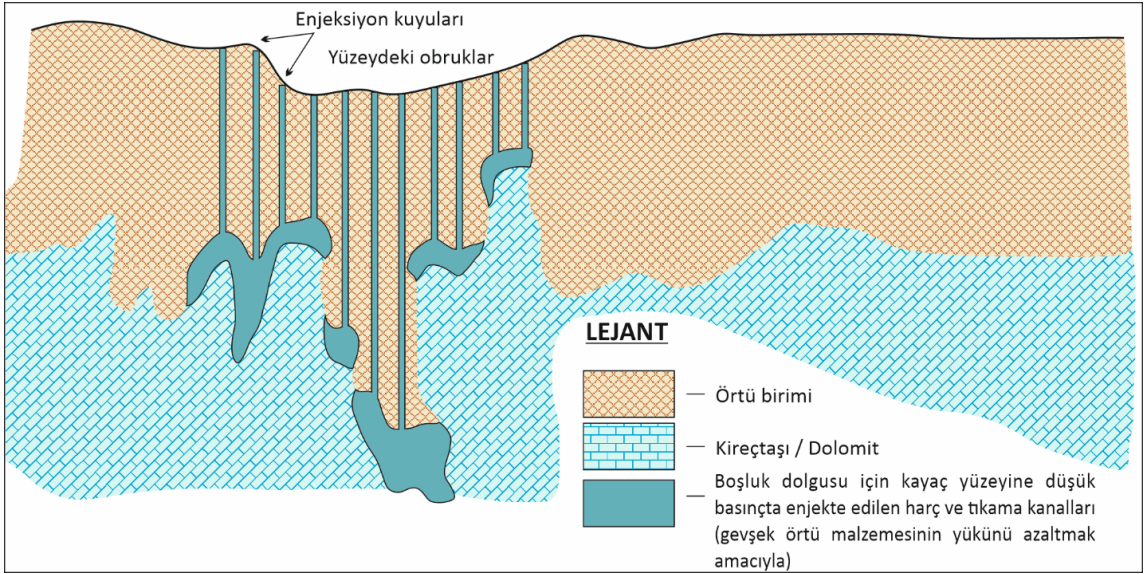 Enjeksiyon kuyuları
Yüzeydeki obruklar
LEJANT
Örtü birimi
Kireçtaşı / Dolomit
Boşluk dolgusu için kayaç yüzeyine düşük
basınçta enjekte edilen harç ve tıkama kanalları
(gevşek örtü malzemesinin yükünü azaltmak
amacıyla)